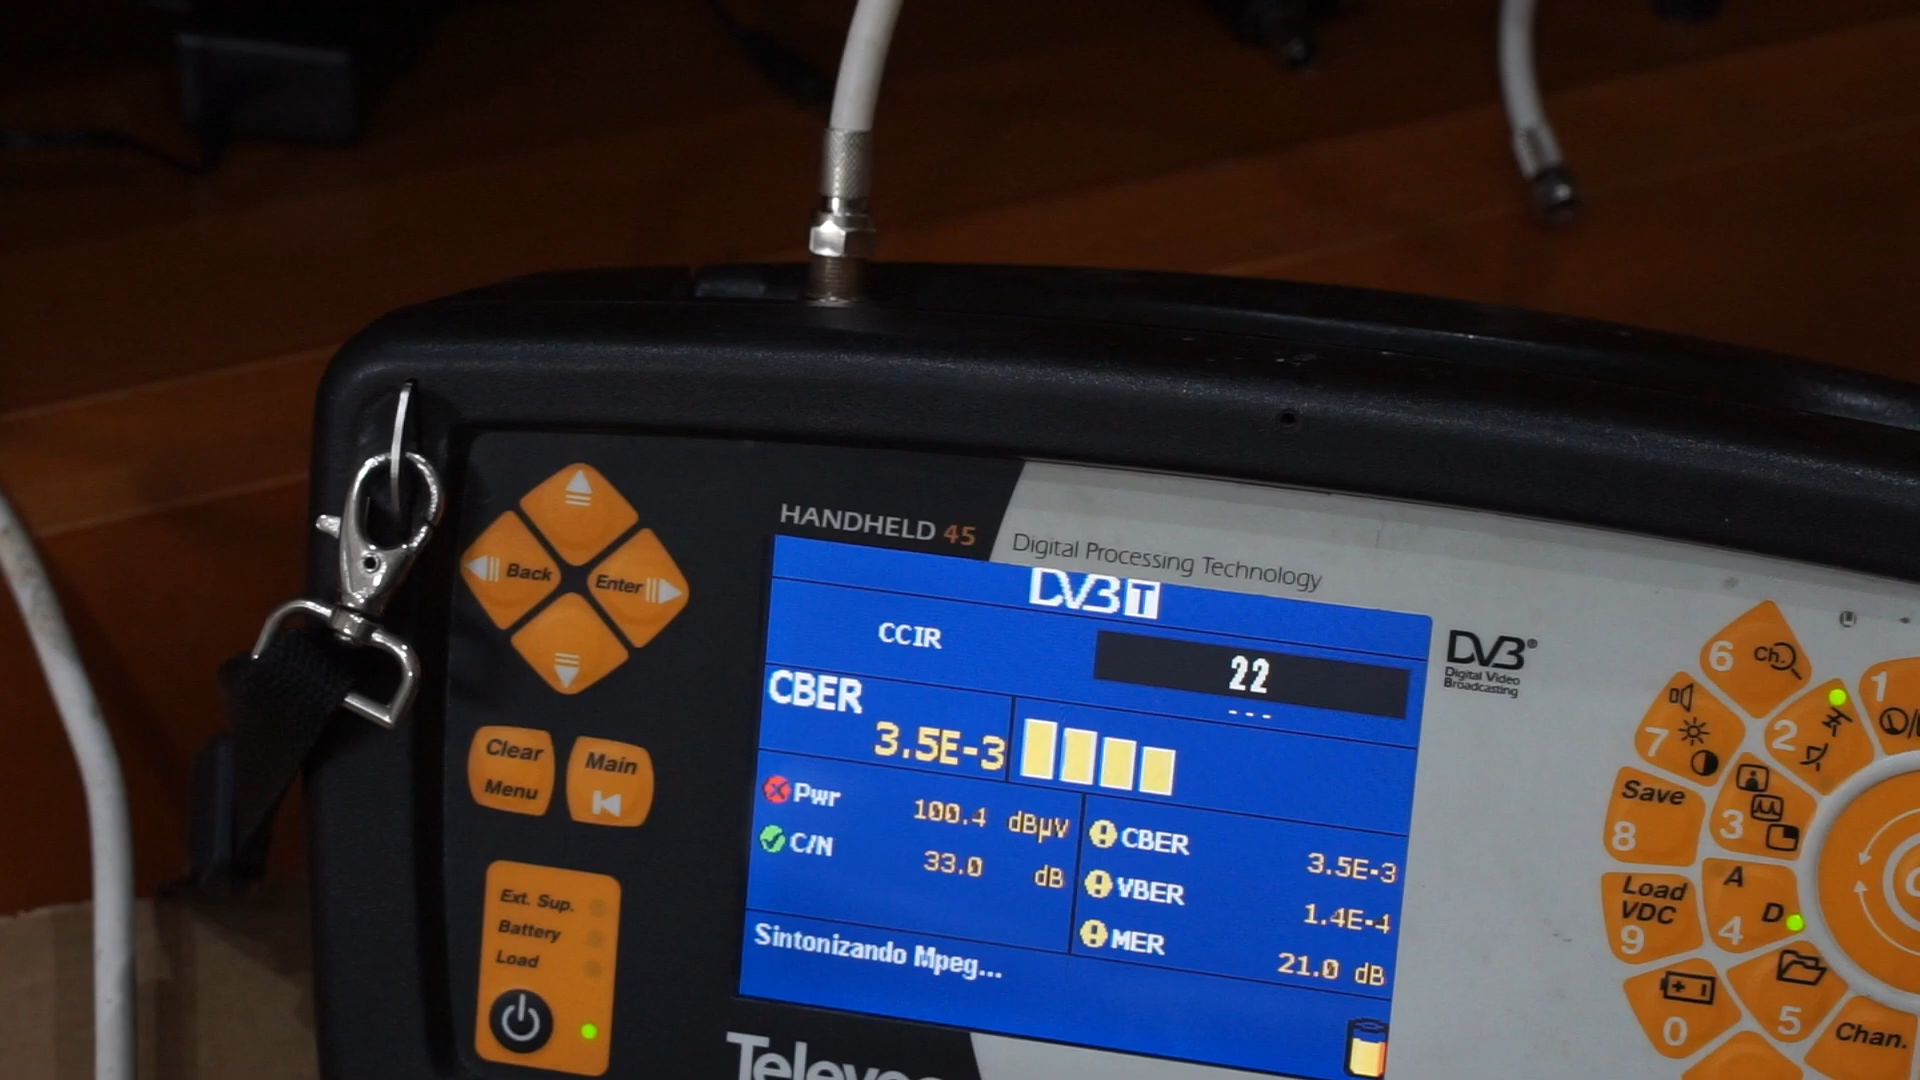 HANDHELD 45
Digital Processing Technology
DVB T
CCIR
22
---
CBER
3.5E-3
Pwr 100.4 dBµV
C/N 33.0 dB
CBER 3.5E-3
VBER 1.4E-4
MER 21.0 dB
Sintonizando Mpeg...
DVB®
Digital Video
Broadcasting
Back
Enter
Clear
Menu
Main
Ext. Sup.
Battery
Load
6 Ch.
1
7
2
Save
8
3
Load
VDC
9
A
D
4
0
5
Chan.